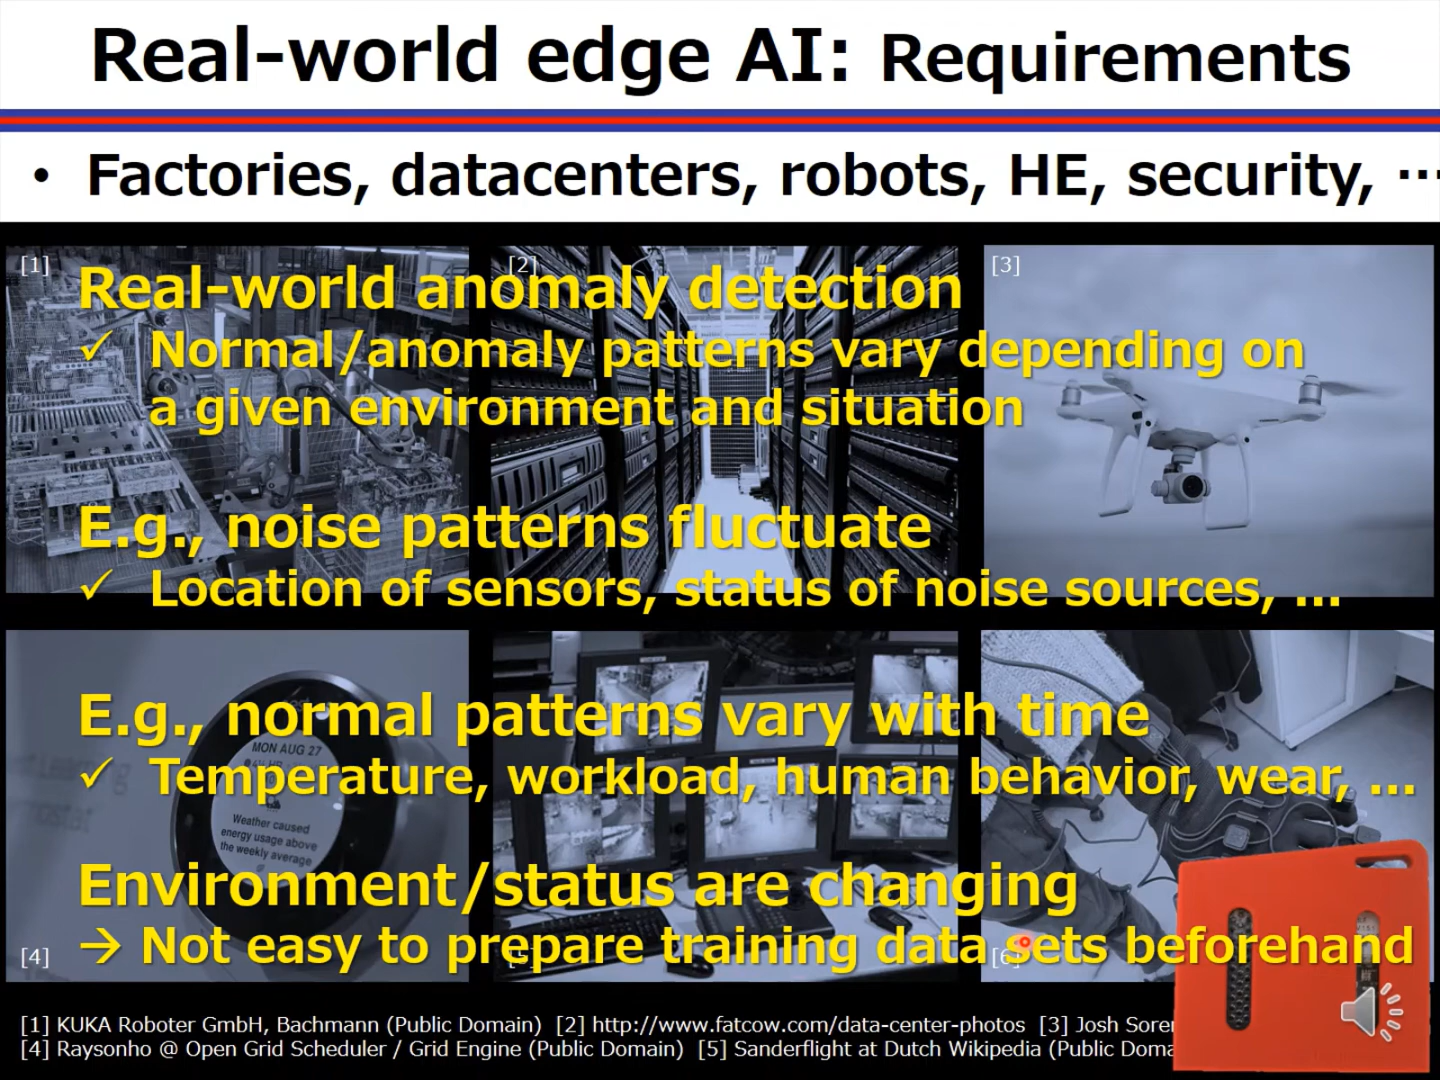 Real-world edge AI: Requirements
• Factories, datacenters, robots, HE, security, …
[1]
[2]
[3]
Real-world anomaly detection
✓ Normal/anomaly patterns vary depending on
a given environment and situation
E.g., noise patterns fluctuate
✓ Location of sensors, status of noise sources, …
E.g., normal patterns vary with time
MON AUG 27
✓ Temperature, workload, human behavior, wear, …
Weather caused
energy usage above
the weekly average
Environment/status are changing
→ Not easy to prepare training data sets beforehand
[4]
[5]
[6]
[1] KUKA Roboter GmbH, Bachmann (Public Domain) [2] http://www.fatcow.com/data-center-photos [3] Josh Sorer
[4] Raysonho @ Open Grid Scheduler / Grid Engine (Public Domain) [5] Sanderflight at Dutch Wikipedia (Public Doma